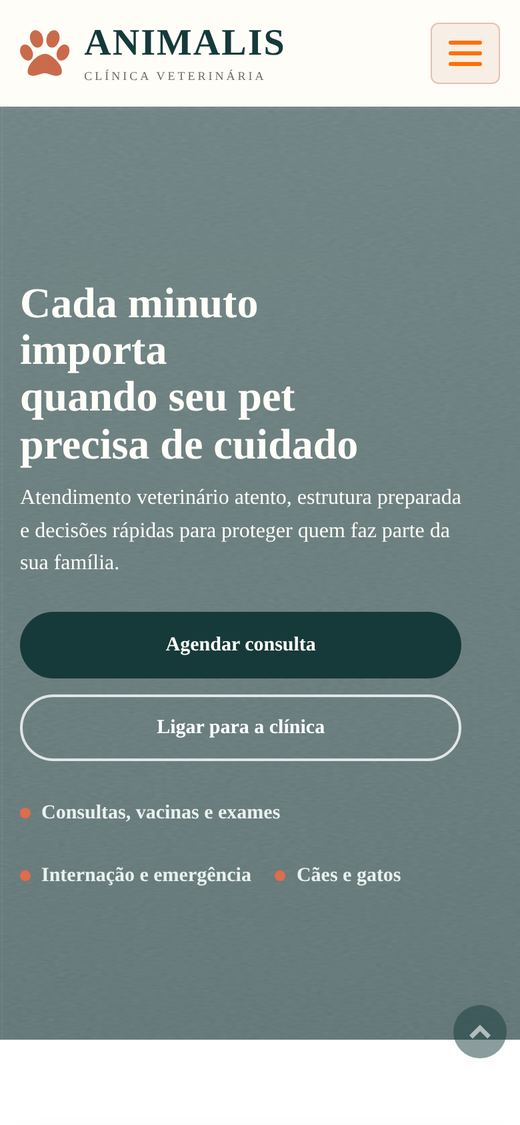 ANIMALIS
CLÍNICA VETERINÁRIA
Cada minuto
importa
quando seu pet
precisa de cuidado
Atendimento veterinário atento, estrutura preparada
e decisões rápidas para proteger quem faz parte da
sua família.
Agendar consulta
Ligar para a clínica
Consultas, vacinas e exames
Internação e emergência
Cães e gatos